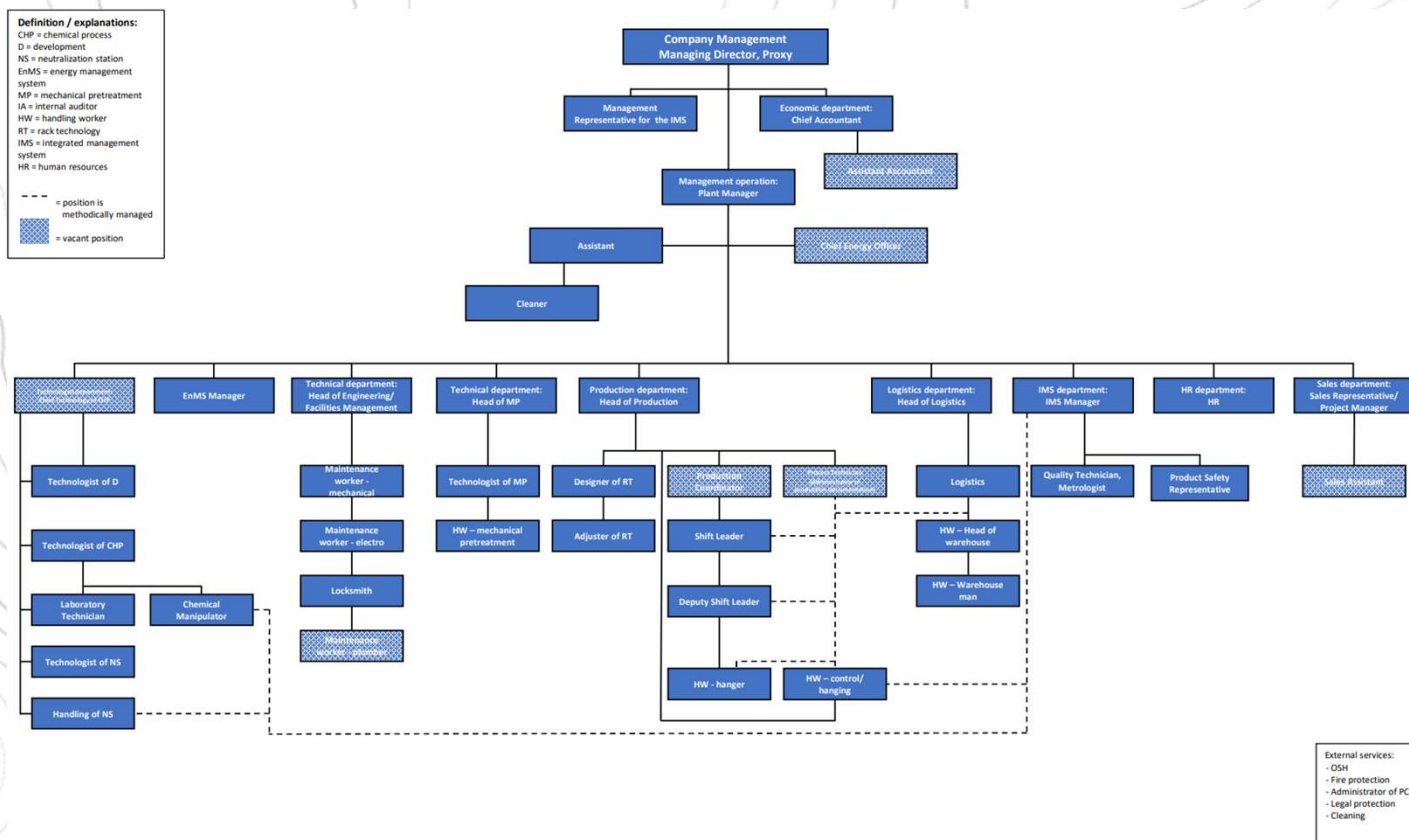 Definition / explanations:
CHP = chemical process
D = development
NS = neutralization station
EnMS = energy management
system
MP = mechanical pretreatment
IA = internal auditor
HW = handling worker
RT = rack technology
IMS = integrated management
system
HR = human resources
= position is
methodically managed
= vacant position
Company Management
Managing Director, Proxy
Management
Representative for the IMS
Economic department:
Chief Accountant
Assistant Accountant
Management operation:
Plant Manager
Assistant
Chief Energy Officer
Cleaner
EnMS Manager
Technical department:
Head of Engineering/
Facilities Management
Technical department:
Head of MP
Production department:
Head of Production
Logistics department:
Head of Logistics
IMS department:
IMS Manager
HR department:
HR
Sales department:
Sales Representative/
Project Manager
Technologist of D
Maintenance
worker -
mechanical
Technologist of MP
Designer of RT
Production
Coordinator
Logistics
Quality Technician,
Metrologist
Product Safety
Representative
Sales Assistant
Technologist of CHP
Maintenance
worker - electro
HW – mechanical
pretreatment
Adjuster of RT
Shift Leader
HW – Head of
warehouse
Laboratory
Technician
Chemical
Manipulator
Locksmith
Deputy Shift Leader
HW – Warehouse
man
Technologist of NS
Maintenance
worker - plumber
HW - hanger
HW – control/
hanging
Handling of NS
External services:
- OSH
- Fire protection
- Administrator of PC
- Legal protection
- Cleaning